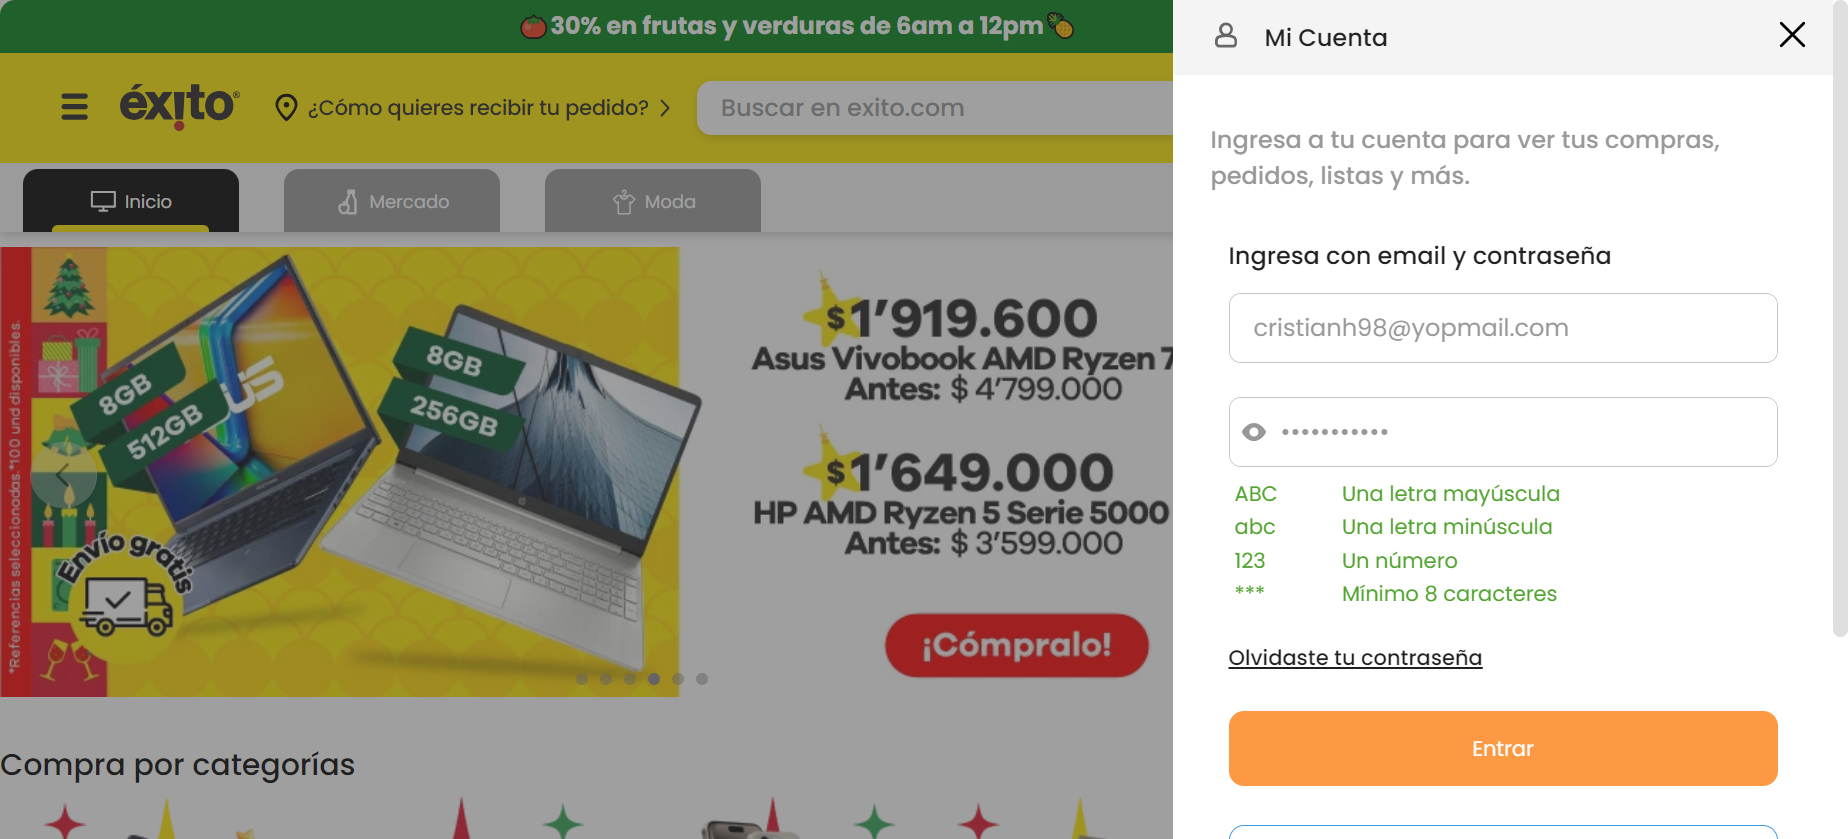 30% en frutas y verduras de 6am a 12pm
éxito®
¿Cómo quieres recibir tu pedido?
Buscar en exito.com
Inicio
Mercado
Moda
*Referencias seleccionadas.*100 und disponibles.
8GB
512GB
8GB
256GB
Envío gratis
$1'919.600
Asus Vivobook AMD Ryzen 7
Antes: $ 4'799.000
$1'649.000
HP AMD Ryzen 5 Serie 5000
Antes: $ 3'599.000
¡Cómpralo!
Compra por categorías
Mi Cuenta
Ingresa a tu cuenta para ver tus compras,
pedidos, listas y más.
Ingresa con email y contraseña
cristianh98@yopmail.com
•••••••••••
ABC Una letra mayúscula
abc Una letra minúscula
123 Un número
*** Mínimo 8 caracteres
Olvidaste tu contraseña
Entrar